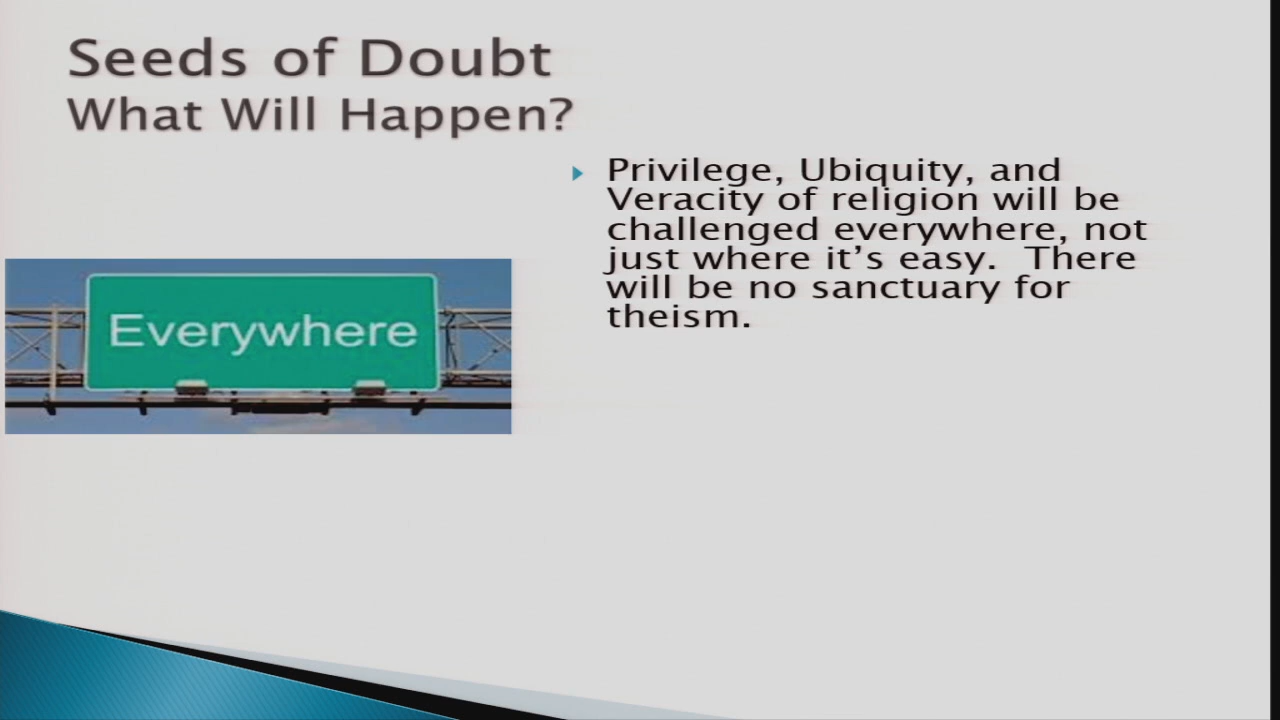 Seeds of Doubt
What Will Happen?
Privilege, Ubiquity, and
Veracity of religion will be
challenged everywhere, not
just where it’s easy.  There
will be no sanctuary for
theism.
Everywhere